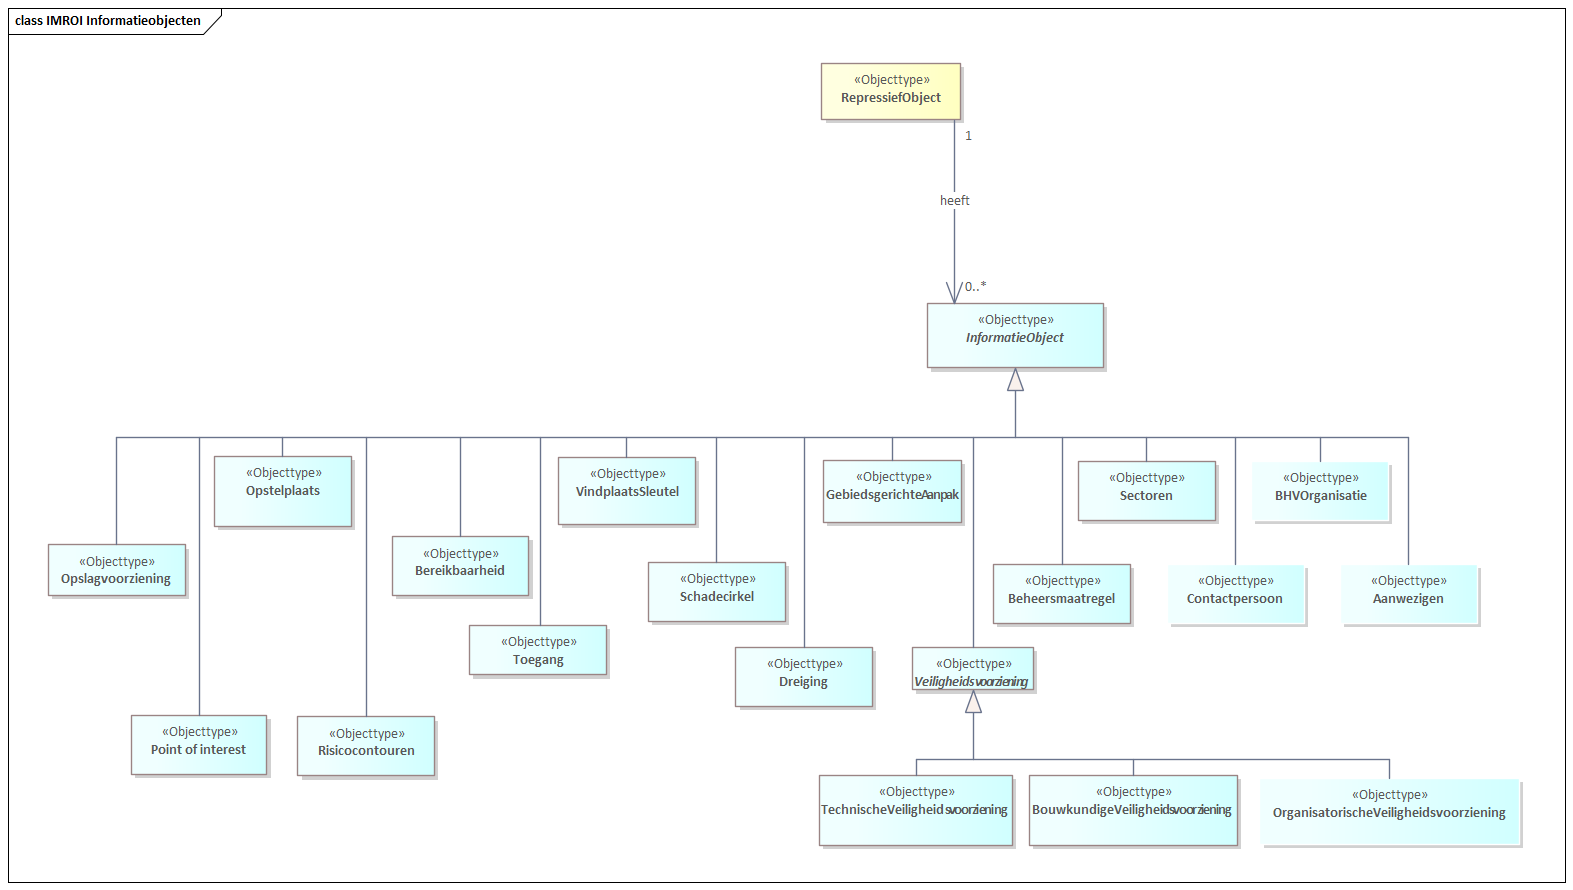 class IMROI Informatieobjecten
«Objecttype»
RepressiefObject
1
heeft
0..*
«Objecttype»
InformatieObject
«Objecttype»
Opslagvoorziening
«Objecttype»
Point of interest
«Objecttype»
Opstelplaats
«Objecttype»
Risicocontouren
«Objecttype»
Bereikbaarheid
«Objecttype»
Toegang
«Objecttype»
VindplaatsSleutel
«Objecttype»
Schadecirkel
«Objecttype»
Dreiging
«Objecttype»
GebiedsgerichteAanpak
«Objecttype»
Veiligheidsvoorziening
«Objecttype»
Beheersmaatregel
«Objecttype»
Sectoren
«Objecttype»
Contactpersoon
«Objecttype»
BHVOrganisatie
«Objecttype»
Aanwezigen
«Objecttype»
TechnischeVeiligheidsvoorziening
«Objecttype»
BouwkundigeVeiligheidsvoorziening
«Objecttype»
OrganisatorischeVeiligheidsvoorziening